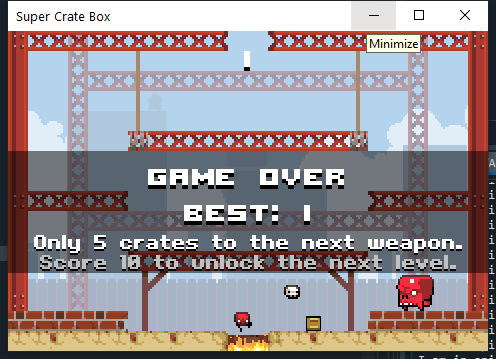 Super Crate Box
Minimize
1
GAME OVER
BEST: 1
Only 5 crates to the next weapon.
Score 10 to unlock the next level.